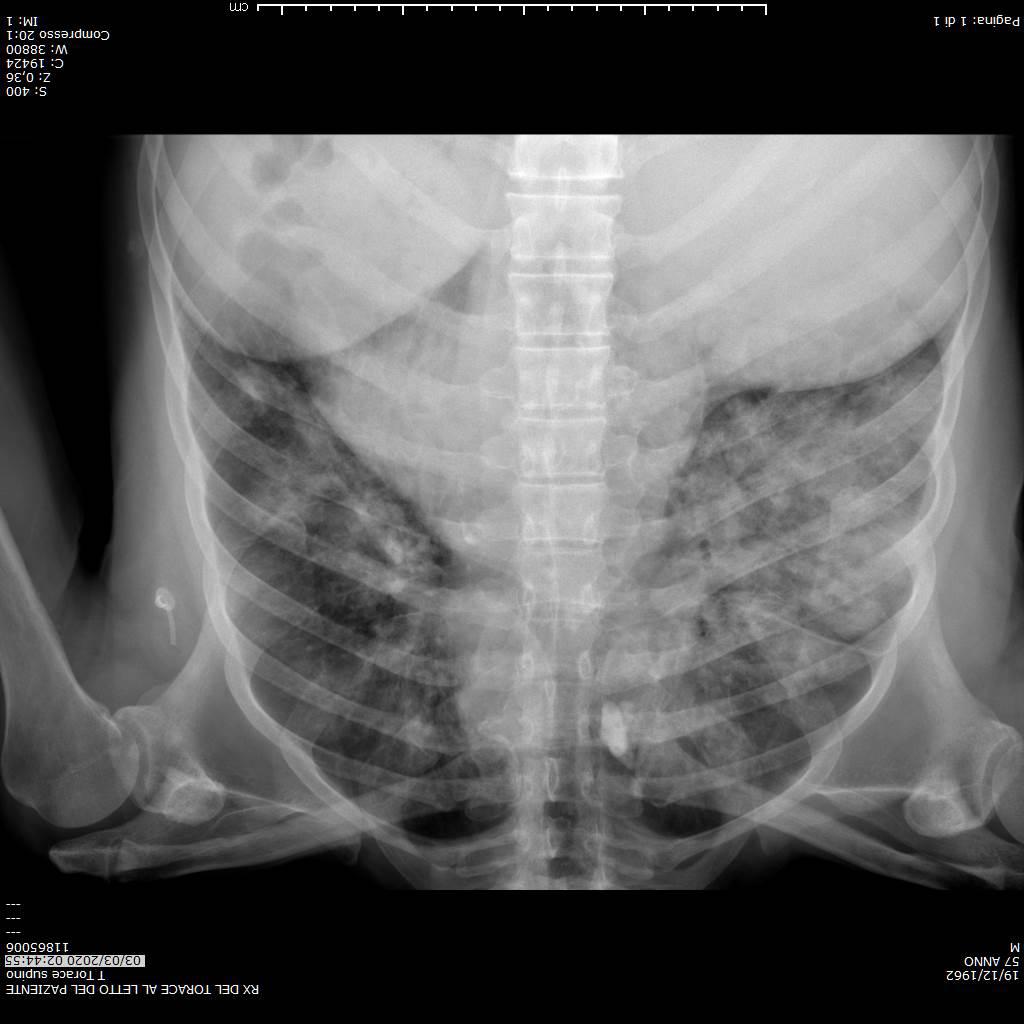 19/12/1962
57 ANNO
M
RX DEL TORACE AL LETTO DEL PAZIENTE
T.Torace supino
03/03/2020 02:44:55
11865006
---
---
---
S: 400
Z: 0,36
C: 19424
W: 38800
Compresso 20:1
IM: 1
Pagina: 1 di 1
cm